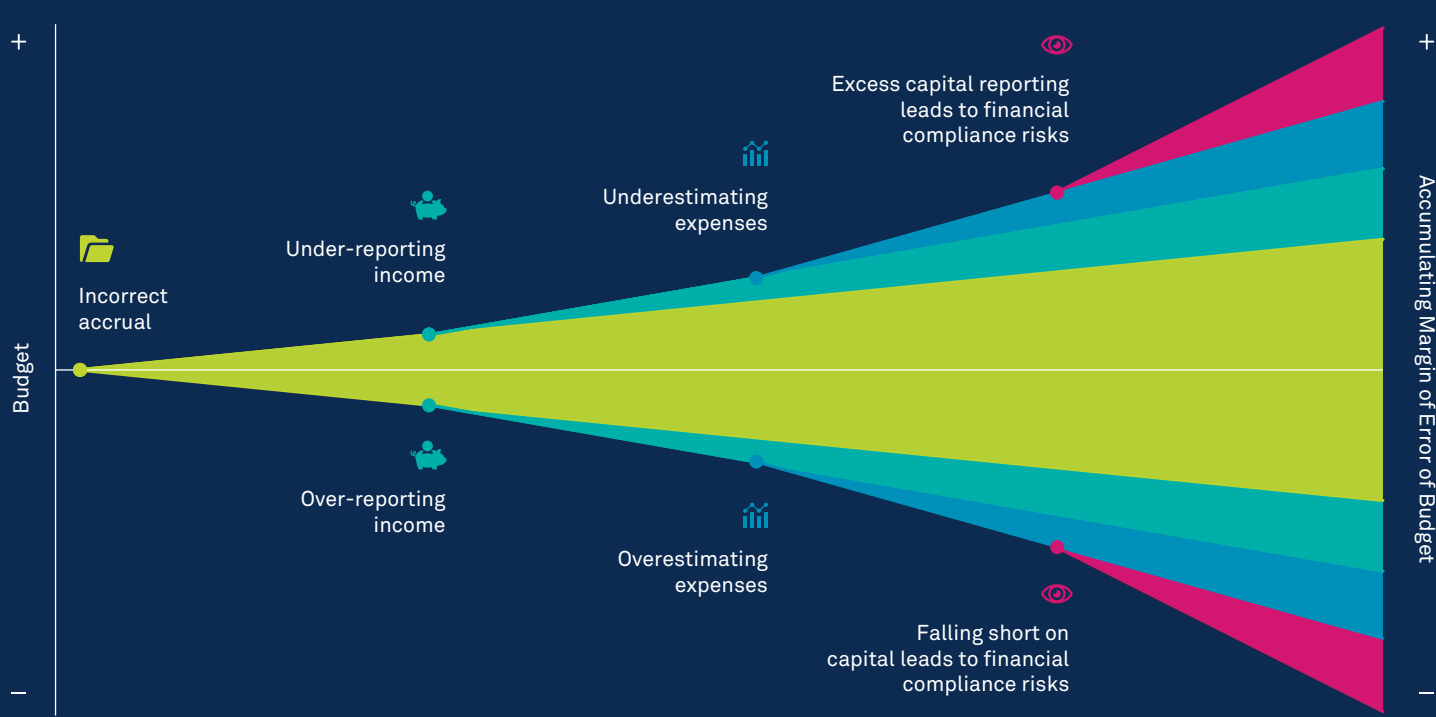 +
+
Excess capital reporting
leads to financial
compliance risks
Underestimating
expenses
Under-reporting
income
Incorrect
accrual
Budget
Accumulating Margin of Error of Budget
Over-reporting
income
Overestimating
expenses
Falling short on
capital leads to financial
compliance risks
–
–